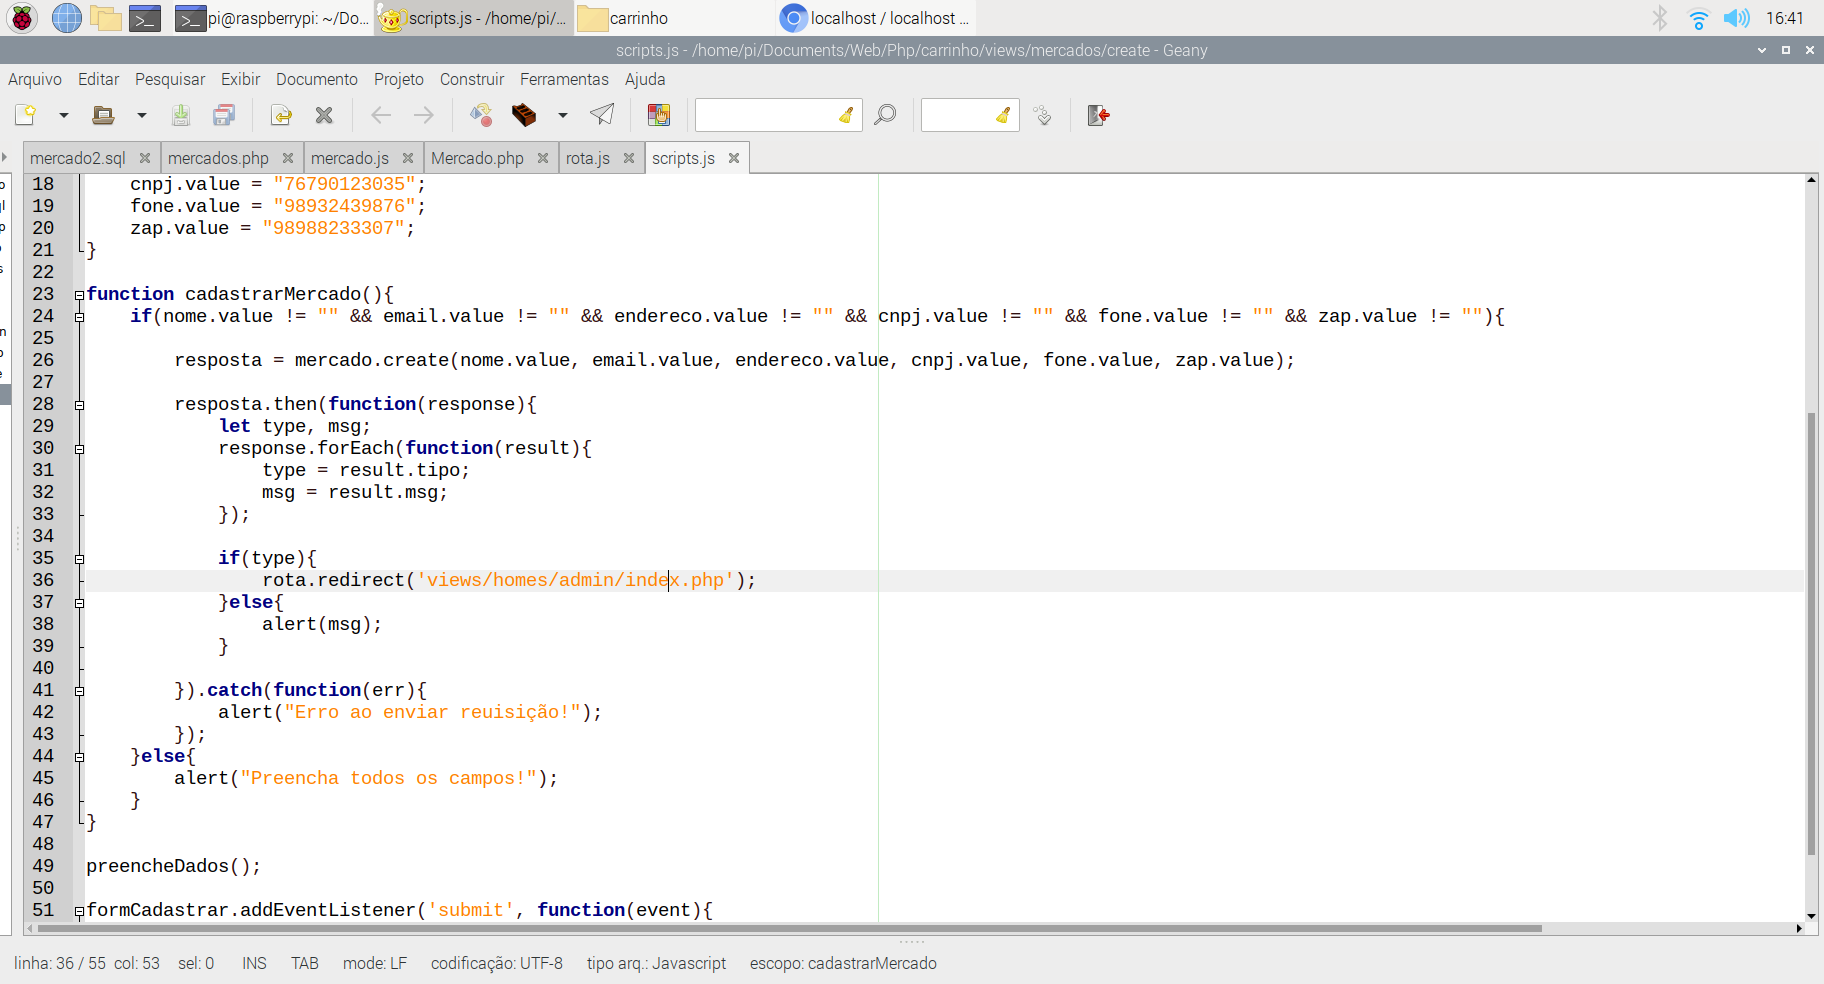 pi@raspberrypi: ~/Do... scripts.js - /home/pi/... carrinho localhost / localhost ... 16:41
scripts.js - /home/pi/Documents/Web/Php/carrinho/views/mercados/create - Geany
Arquivo Editar Pesquisar Exibir Documento Projeto Construir Ferramentas Ajuda
mercado2.sql mercados.php mercado.js Mercado.php rota.js scripts.js
18 cnpj.value = "76790123035";
19 fone.value = "98932439876";
20 zap.value = "98988233307";
21 }
22
23 function cadastrarMercado(){
24 if(nome.value != "" && email.value != "" && endereco.value != "" && cnpj.value != "" && fone.value != "" && zap.value != ""){
25
26 resposta = mercado.create(nome.value, email.value, endereco.value, cnpj.value, fone.value, zap.value);
27
28 resposta.then(function(response){
29 let type, msg;
30 response.forEach(function(result){
31 type = result.tipo;
32 msg = result.msg;
33 });
34
35 if(type){
36 rota.redirect('views/homes/admin/index.php');
37 }else{
38 alert(msg);
39 }
40
41 }).catch(function(err){
42 alert("Erro ao enviar reuisição!");
43 });
44 }else{
45 alert("Preencha todos os campos!");
46 }
47 }
48
49 preencheDados();
50
51 formCadastrar.addEventListener('submit', function(event){
linha: 36 / 55 col: 53 sel: 0 INS TAB mode: LF codificação: UTF-8 tipo arq.: Javascript escopo: cadastrarMercado